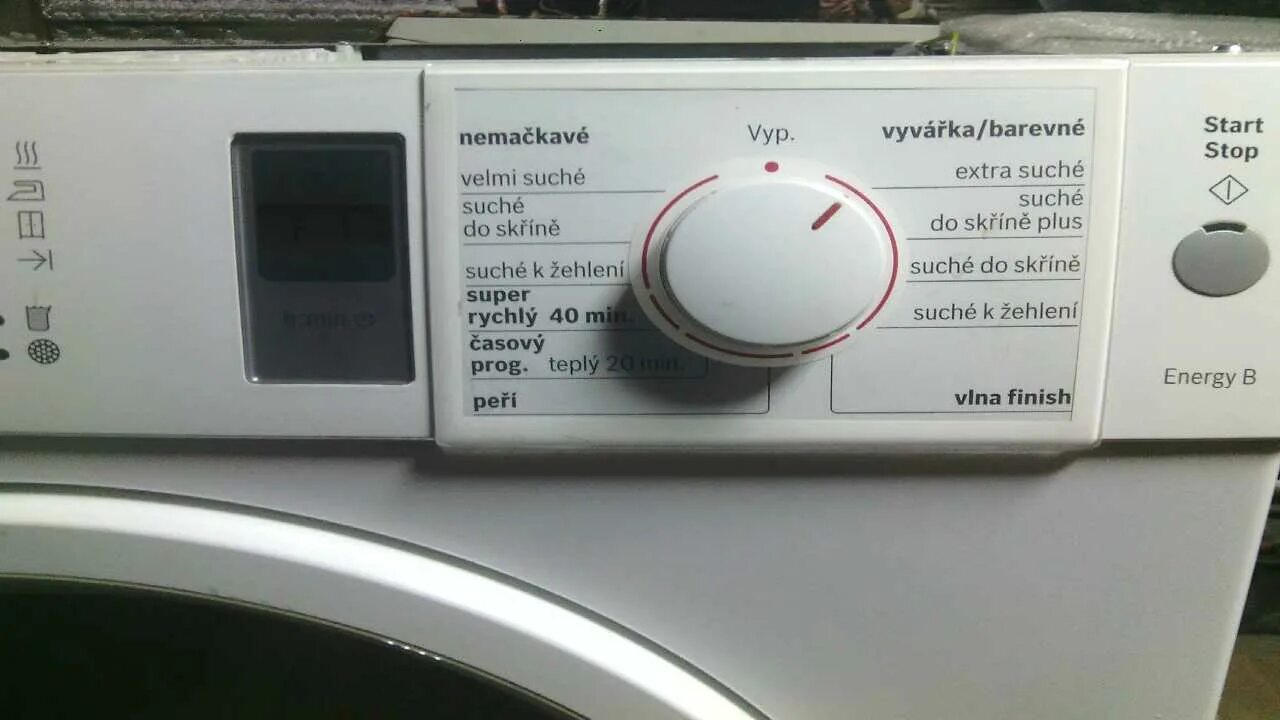 nemačkavé
velmi suché
suché
do skříně
suché k žehlení
super
rychlý 40 min.
časový
prog. teplý 20 min.
peří
Vyp.
vyvářka/barevné
extra suché
suché
do skříně plus
suché do skříně
suché k žehlení
vlna finish
Start
Stop
Energy B